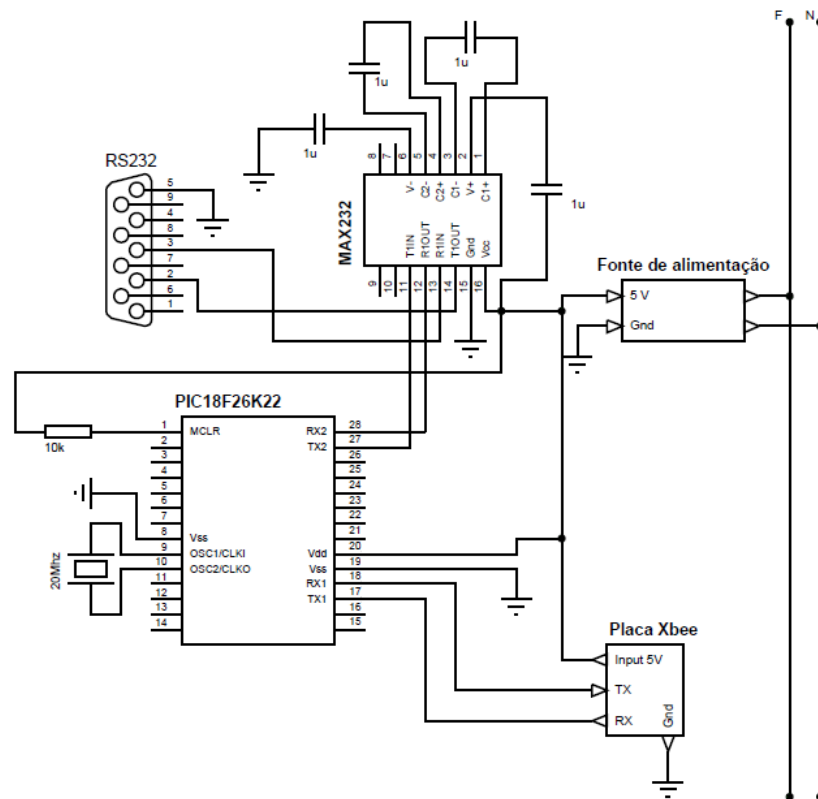 F N
1u
1u
1u
1u
RS232
5
9
4
8
3
7
2
6
1
MAX232
8 7 6 5 4 3 2 1
V- C2- C2+ C1- V+ C1+
T1IN R1OUT R1IN T1OUT Gnd Vcc
9 10 11 12 13 14 15 16
Fonte de alimentação
5 V
Gnd
PIC18F26K22
10k
1 MCLR RX2 28
2 TX2 27
3 26
4 25
5 24
6 23
7 22
8 Vss 21
9 OSC1/CLKI Vdd 20
10 OSC2/CLKO Vss 19
11 RX1 18
12 TX1 17
13 16
14 15
20Mhz
Placa Xbee
Input 5V
TX
RX
Gnd